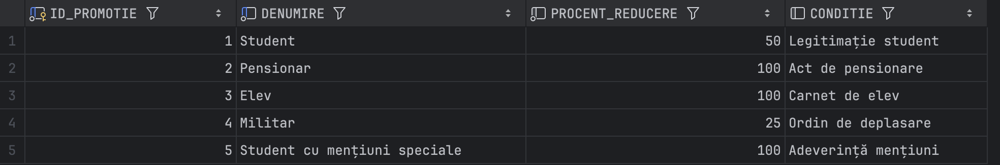 ID_PROMOTIE DENUMIRE PROCENT_REDUCERE CONDITIE
1 1 Student 50 Legitimație student
2 2 Pensionar 100 Act de pensionare
3 3 Elev 100 Carnet de elev
4 4 Militar 25 Ordin de deplasare
5 5 Student cu mențiuni speciale 100 Adeverință mențiuni